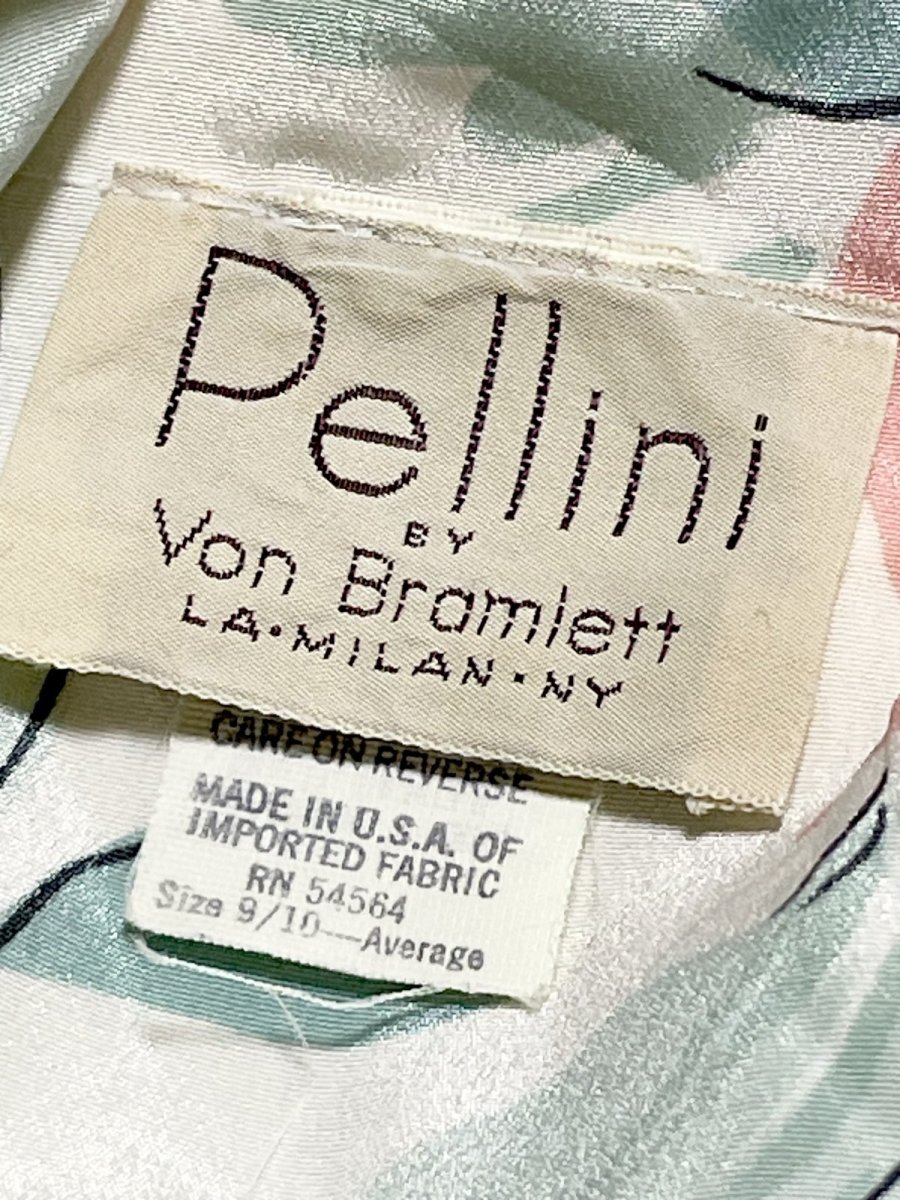 Pellini
BY
Von Bramlett
LA·MILAN·NY
CARE ON REVERSE
MADE IN U.S.A. OF
IMPORTED FABRIC
RN 54564
Size 9/10—Average